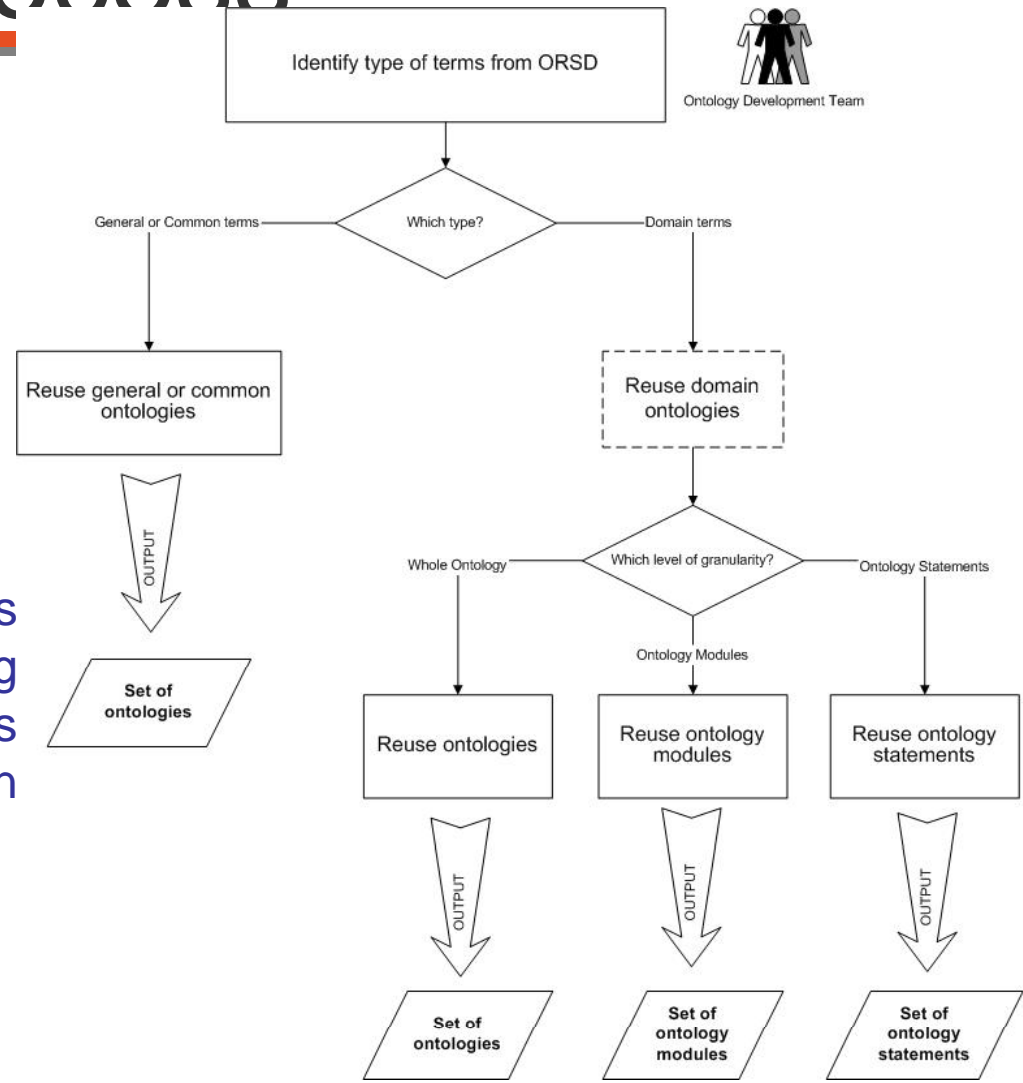 Identify type of terms from ORSD
Ontology Development Team
Which type?
General or Common terms
Domain terms
Reuse general or common
ontologies
Reuse domain
ontologies
OUTPUT
Which level of granularity?
Whole Ontology
Ontology Statements
Ontology Modules
s
g
s
n
Set of
ontologies
Reuse ontologies
Reuse ontology
modules
Reuse ontology
statements
OUTPUT
OUTPUT
OUTPUT
Set of
ontologies
Set of
ontology
modules
Set of
ontology
statements